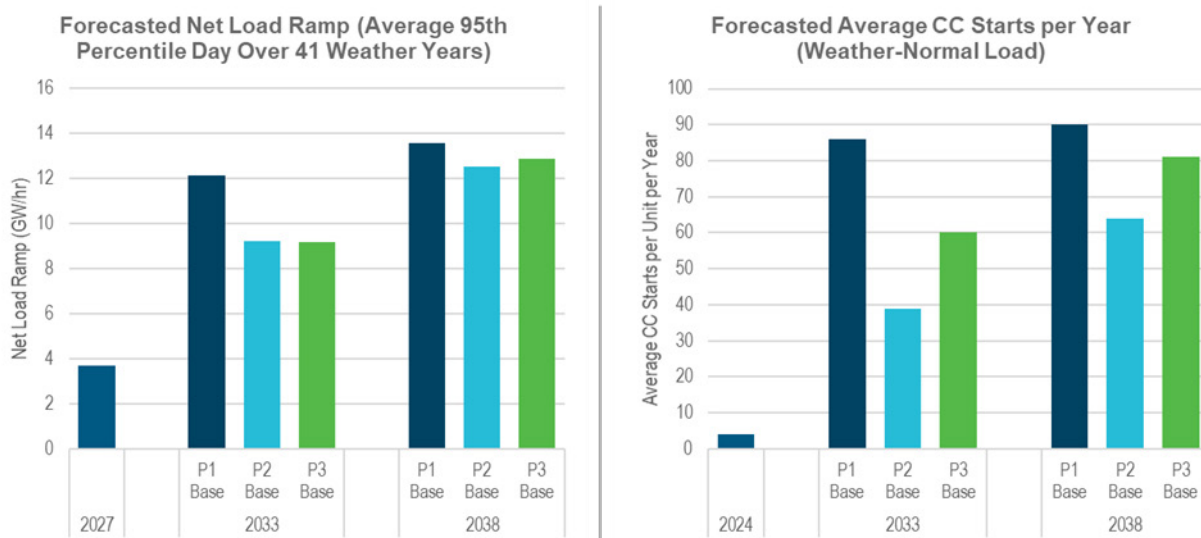 Forecasted Net Load Ramp (Average 95th
Percentile Day Over 41 Weather Years)
Net Load Ramp (GW/hr)
16
14
12
10
8
6
4
2
0
P1 P2 P3 P1 P2 P3
Base Base Base Base Base Base
2027 2033 2038
Forecasted Average CC Starts per Year
(Weather-Normal Load)
Average CC Starts per Unit per Year
100
90
80
70
60
50
40
30
20
10
0
P1 P2 P3 P1 P2 P3
Base Base Base Base Base Base
2024 2033 2038